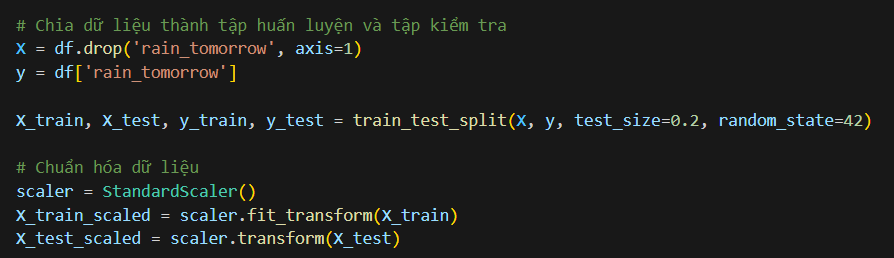 # Chia dữ liệu thành tập huấn luyện và tập kiểm tra
X = df.drop('rain_tomorrow', axis=1)
y = df['rain_tomorrow']
X_train, X_test, y_train, y_test = train_test_split(X, y, test_size=0.2, random_state=42)
# Chuẩn hóa dữ liệu
scaler = StandardScaler()
X_train_scaled = scaler.fit_transform(X_train)
X_test_scaled = scaler.transform(X_test)